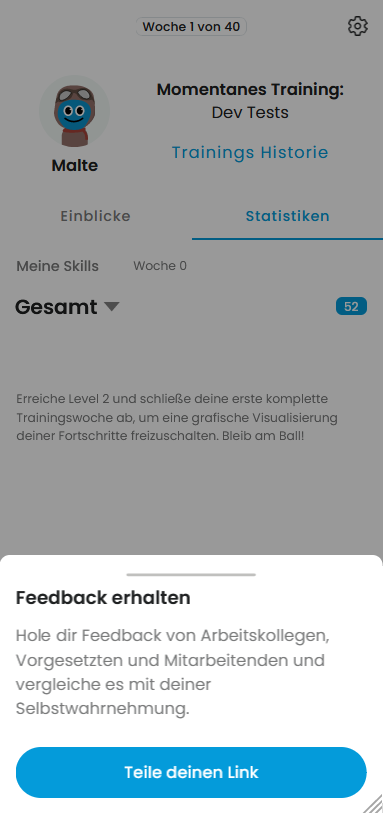 Woche 1 von 40
Momentanes Training:
Dev Tests
Trainings Historie
Malte
Einblicke
Statistiken
Meine Skills
Woche 0
Gesamt
52
Erreiche Level 2 und schließe deine erste komplette
Trainingswoche ab, um eine grafische Visualisierung
deiner Fortschritte freizuschalten. Bleib am Ball!
Feedback erhalten
Hole dir Feedback von Arbeitskollegen,
Vorgesetzten und Mitarbeitenden und
vergleiche es mit deiner
Selbstwahrnehmung.
Teile deinen Link